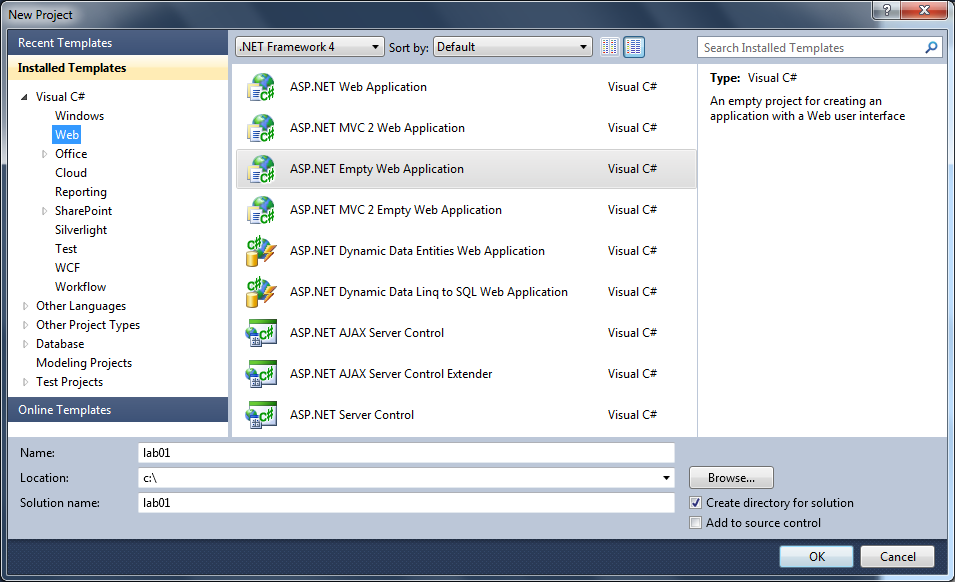 New Project
Recent Templates
Installed Templates
Visual C#
Windows
Web
Office
Cloud
Reporting
SharePoint
Silverlight
Test
WCF
Workflow
Other Languages
Other Project Types
Database
Modeling Projects
Test Projects
Online Templates
.NET Framework 4 Sort by: Default
ASP.NET Web Application Visual C#
ASP.NET MVC 2 Web Application Visual C#
ASP.NET Empty Web Application Visual C#
ASP.NET MVC 2 Empty Web Application Visual C#
ASP.NET Dynamic Data Entities Web Application Visual C#
ASP.NET Dynamic Data Linq to SQL Web Application Visual C#
ASP.NET AJAX Server Control Visual C#
ASP.NET AJAX Server Control Extender Visual C#
ASP.NET Server Control Visual C#
Search Installed Templates
Type: Visual C#
An empty project for creating an
application with a Web user interface
Name: lab01
Location: c:\ Browse...
Solution name: lab01
Create directory for solution
Add to source control
OK Cancel